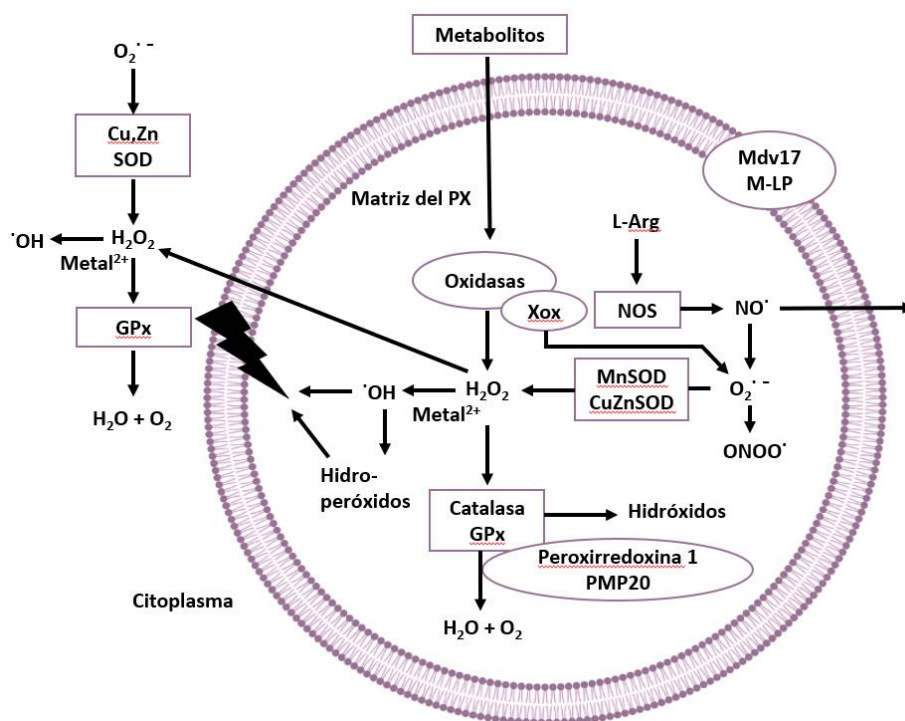 Metabolitos
O₂˙⁻
Cu,Zn
SOD
Mdv17
M-LP
Matriz del PX
L-Arg
˙OH
H₂O₂
Metal²⁺
Oxidasas
Xox
NOS
NO˙
GPx
MnSOD
CuZnSOD
O₂˙⁻
˙OH
H₂O₂
Metal²⁺
H₂O + O₂
ONOO˙
Hidro-
peróxidos
Catalasa
GPx
Hidróxidos
Peroxirredoxina 1
PMP20
Citoplasma
H₂O + O₂